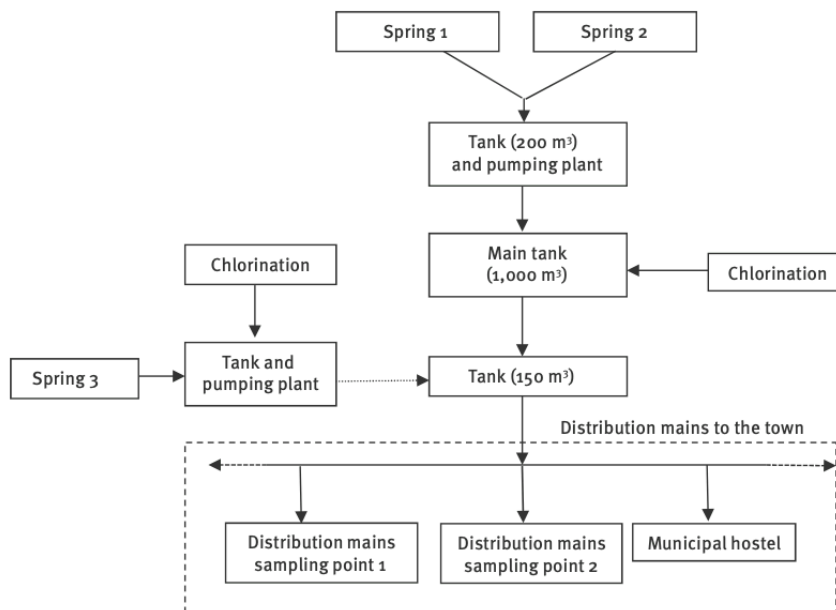 Spring 1
Spring 2
Tank (200 m³)
and pumping plant
Main tank
(1,000 m³)
Chlorination
Chlorination
Spring 3
Tank and
pumping plant
Tank (150 m³)
Distribution mains to the town
Distribution mains
sampling point 1
Distribution mains
sampling point 2
Municipal hostel